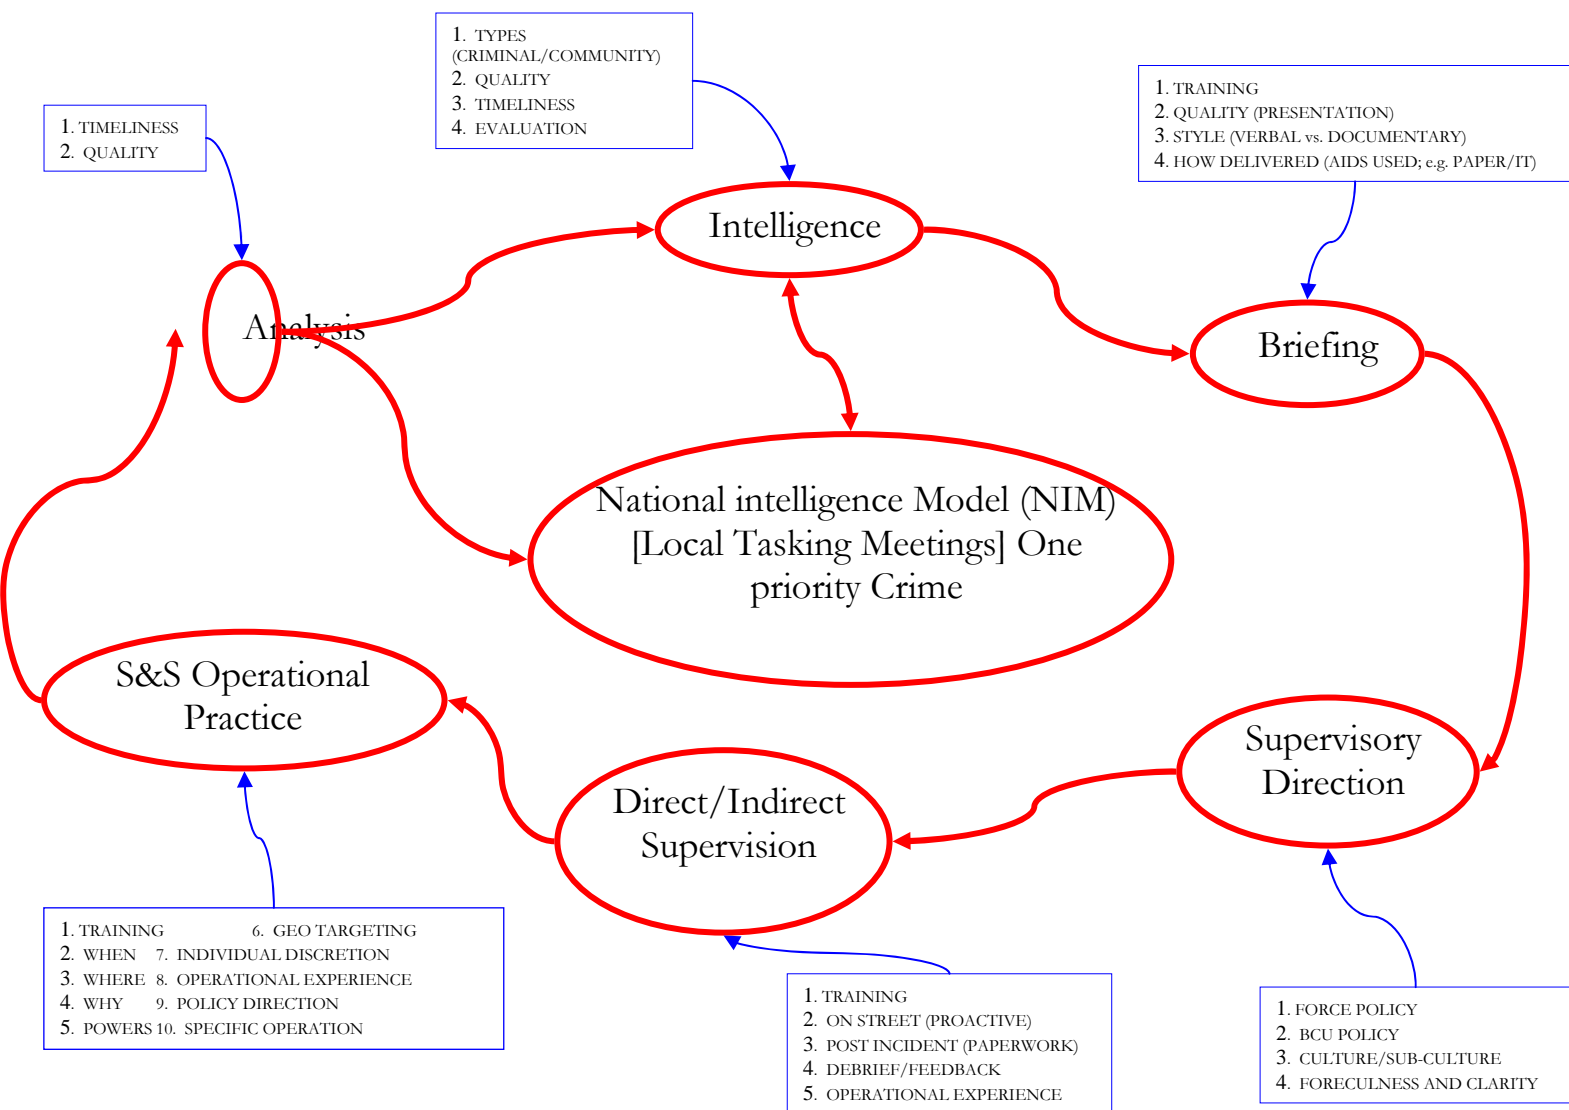 1. TYPES
(CRIMINAL/COMMUNITY)
2. QUALITY
3. TIMELINESS
4. EVALUATION
1. TRAINING
2. QUALITY (PRESENTATION)
3. STYLE (VERBAL vs. DOCUMENTARY)
4. HOW DELIVERED (AIDS USED; e.g. PAPER/IT)
1. TIMELINESS
2. QUALITY
Intelligence
Analysis
Briefing
National intelligence Model (NIM)
[Local Tasking Meetings] One
priority Crime
S&S Operational
Practice
Supervisory
Direction
Direct/Indirect
Supervision
1. TRAINING 6. GEO TARGETING
2. WHEN 7. INDIVIDUAL DISCRETION
3. WHERE 8. OPERATIONAL EXPERIENCE
4. WHY 9. POLICY DIRECTION
5. POWERS 10. SPECIFIC OPERATION
1. TRAINING
2. ON STREET (PROACTIVE)
3. POST INCIDENT (PAPERWORK)
4. DEBRIEF/FEEDBACK
5. OPERATIONAL EXPERIENCE
1. FORCE POLICY
2. BCU POLICY
3. CULTURE/SUB-CULTURE
4. FORECULNESS AND CLARITY